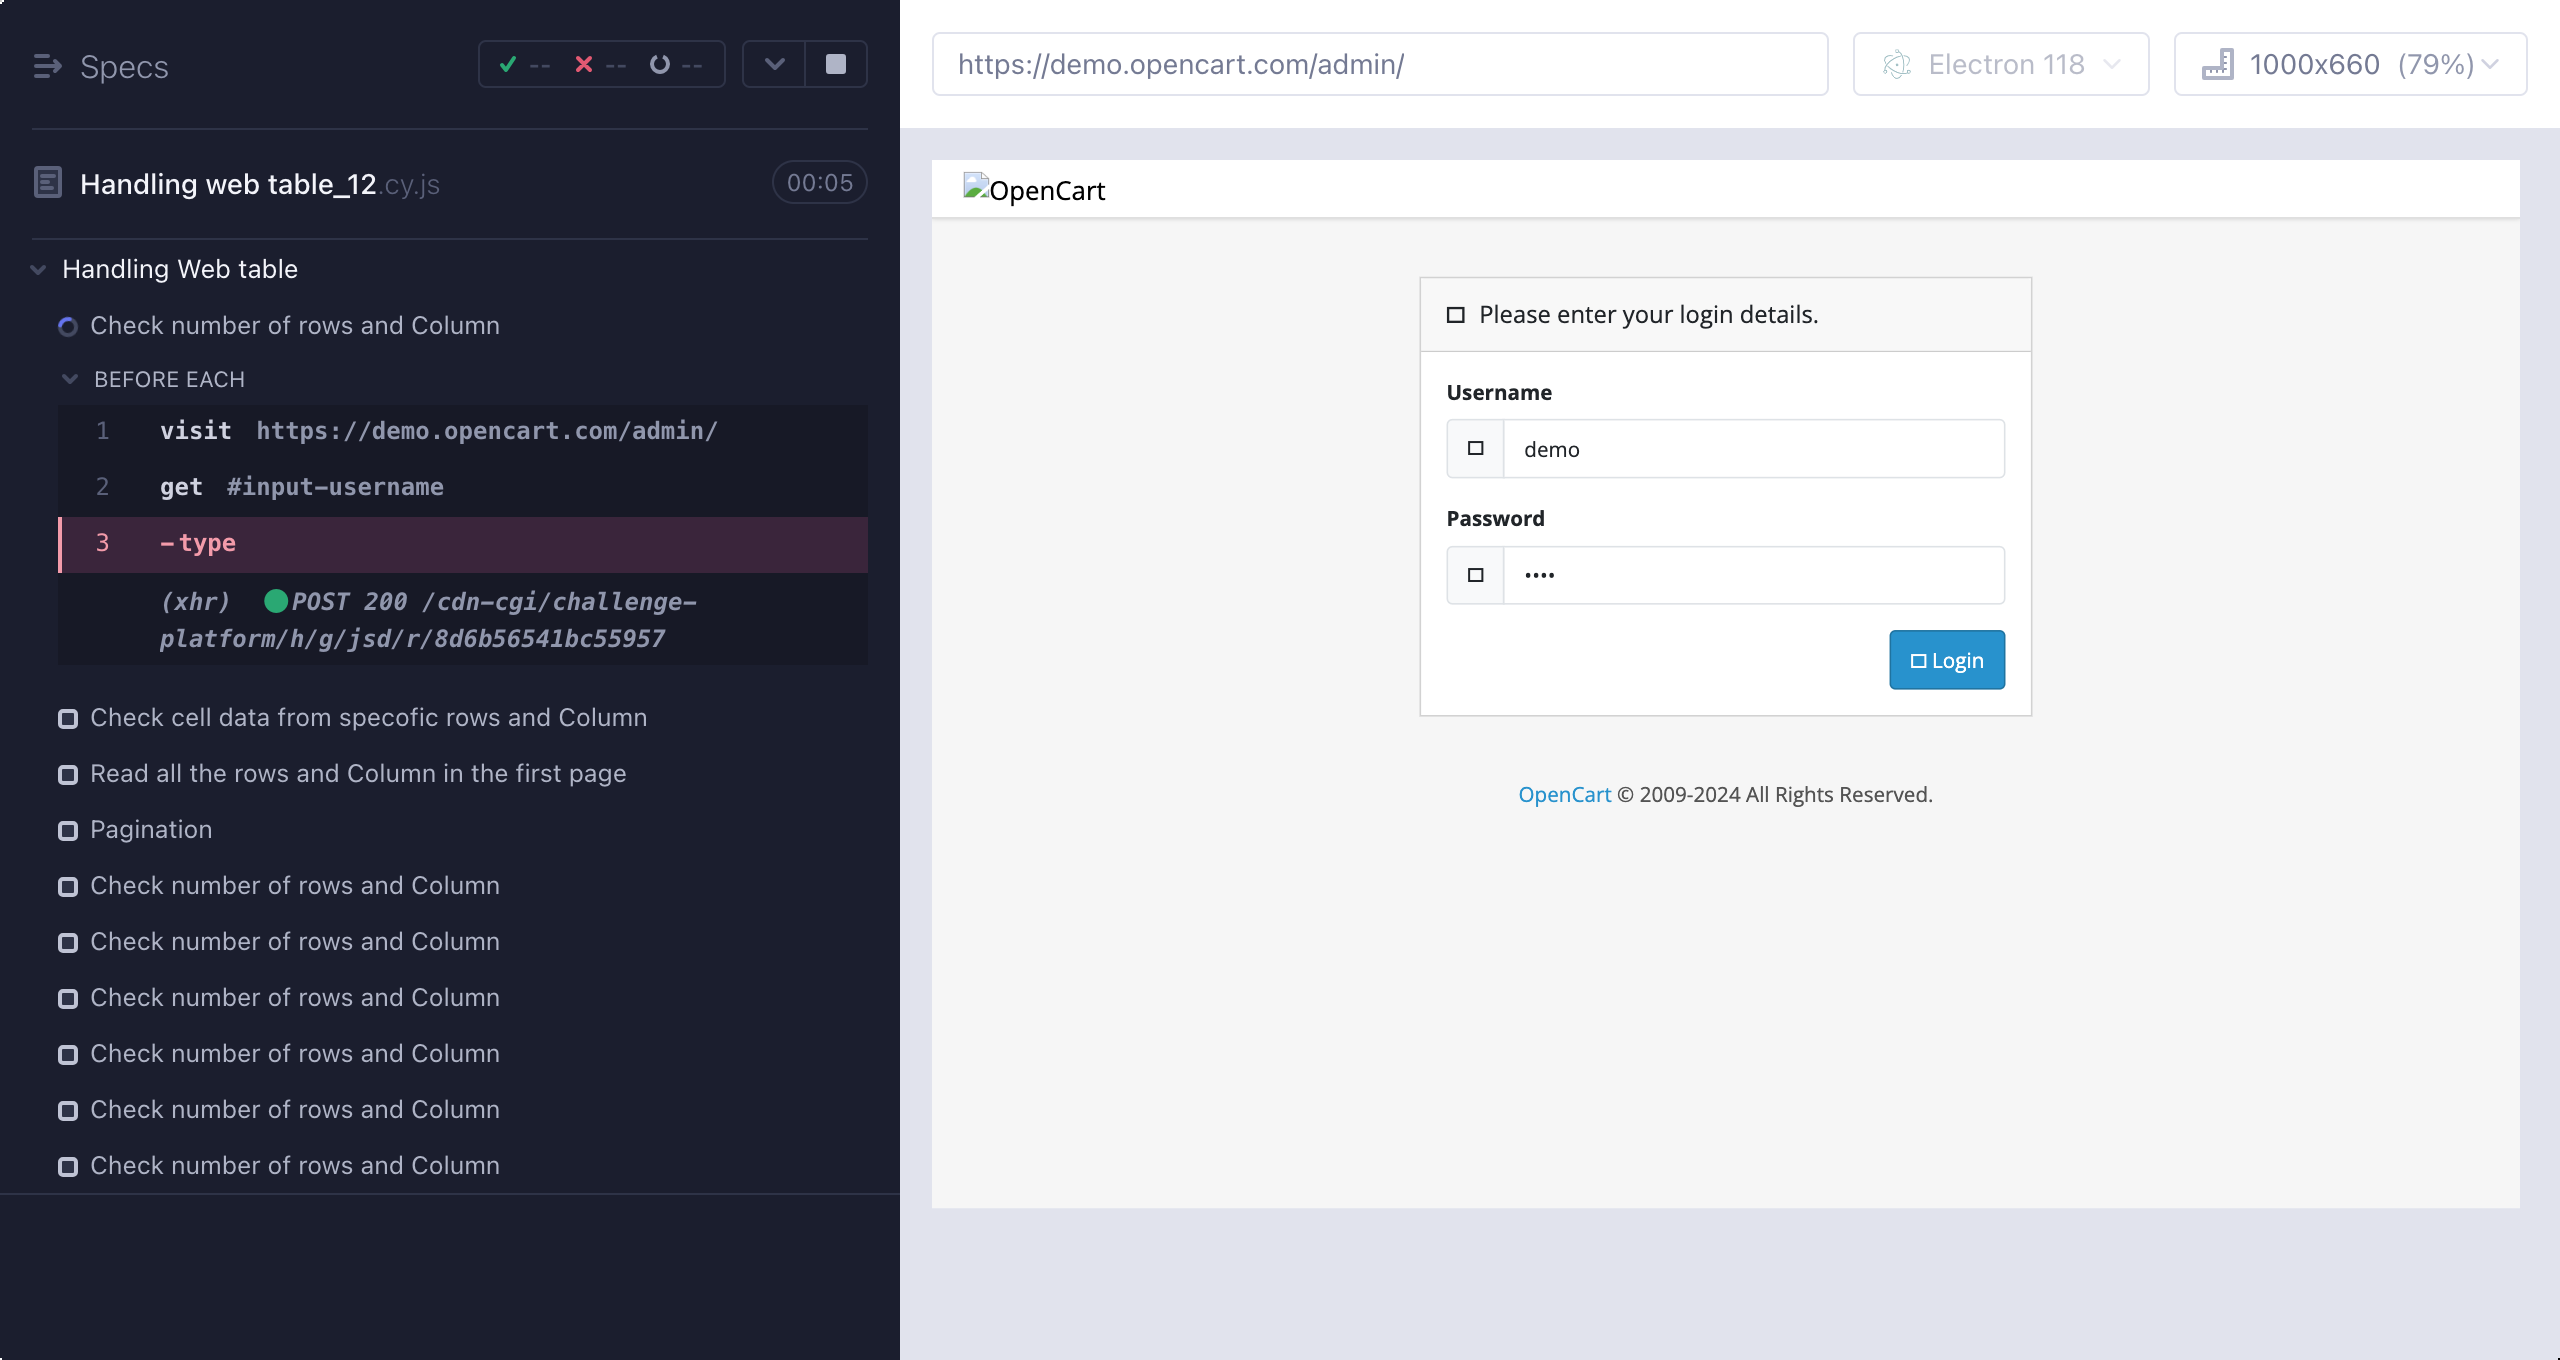 Specs
-- -- --
Handling web table_12.cy.js
00:05
Handling Web table
Check number of rows and Column
BEFORE EACH
1 visit https://demo.opencart.com/admin/
2 get #input-username
3 -type
(xhr) POST 200 /cdn-cgi/challenge-
platform/h/g/jsd/r/8d6b56541bc55957
Check cell data from specofic rows and Column
Read all the rows and Column in the first page
Pagination
Check number of rows and Column
Check number of rows and Column
Check number of rows and Column
Check number of rows and Column
Check number of rows and Column
Check number of rows and Column
https://demo.opencart.com/admin/
Electron 118
1000x660 (79%)
OpenCart
Please enter your login details.
Username
demo
Password
••••
Login
OpenCart © 2009-2024 All Rights Reserved.